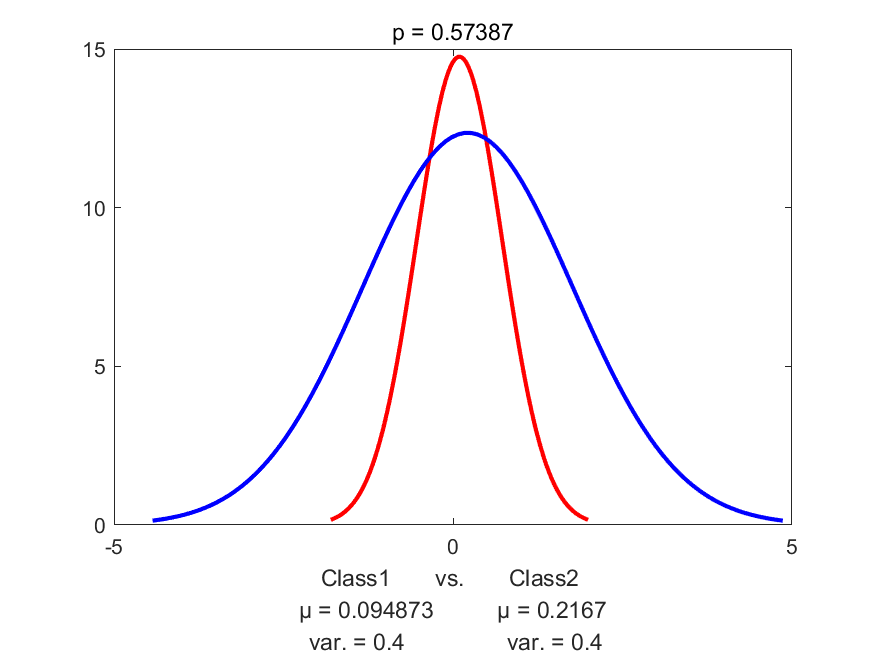 p = 0.57387
15
10
5
0
-5 0 5
Class1 vs. Class2
μ = 0.094873 μ = 0.2167
var. = 0.4 var. = 0.4